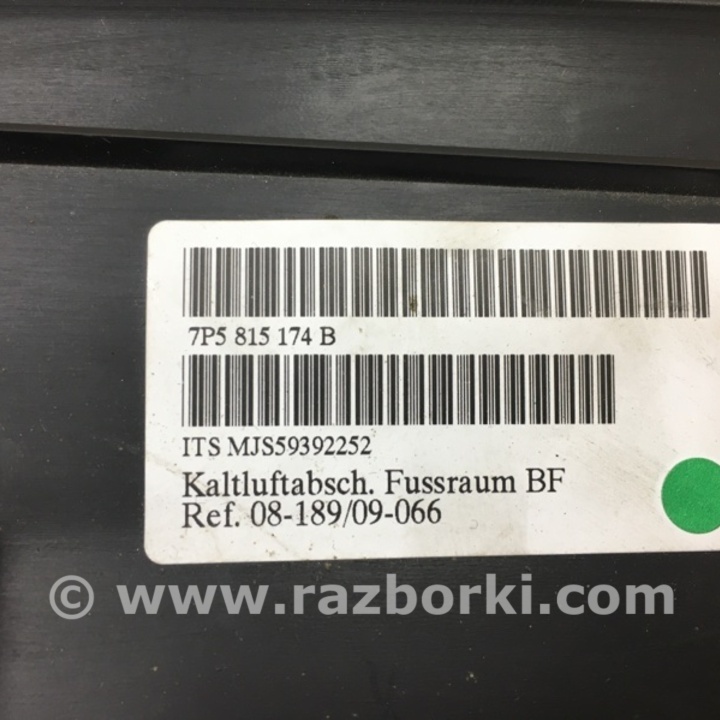 7P5 815 174 B
ITS MJS59392252
Kaltluftabsch. Fussraum BF
Ref. 08-189/09-066
© www.razborki.com